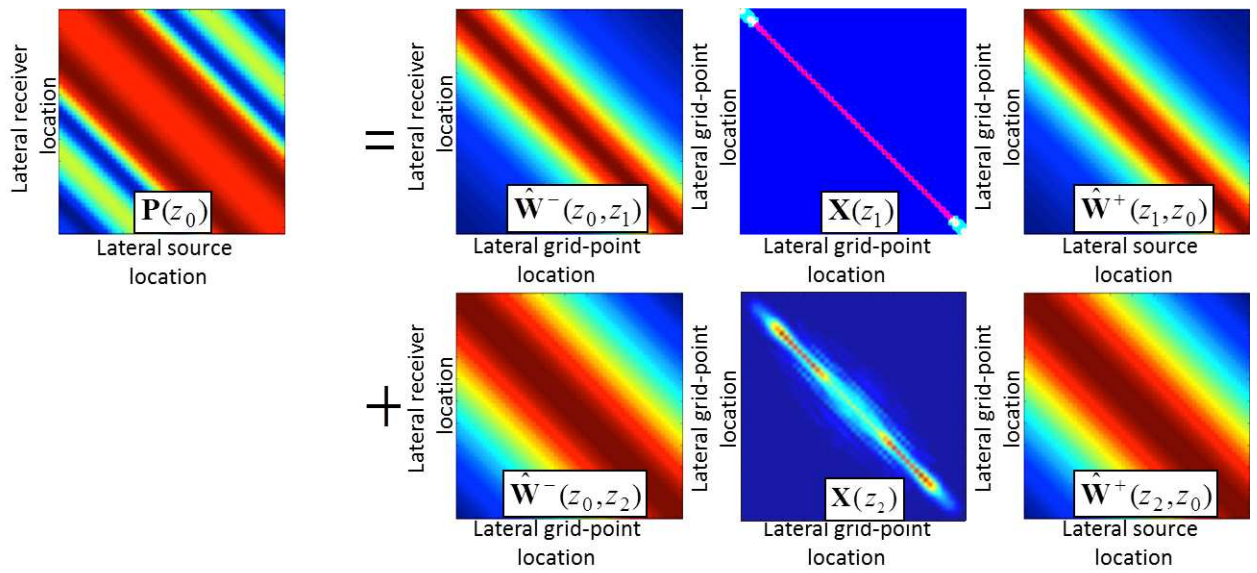 Lateral receiver
location
P(z₀)
Lateral source
location
=
Lateral receiver
location
Ŵ⁻(z₀,z₁)
Lateral grid-point
location
Lateral grid-point
location
X(z₁)
Lateral grid-point
location
Lateral grid-point
location
Ŵ⁺(z₁,z₀)
Lateral source
location
+
Lateral receiver
location
Ŵ⁻(z₀,z₂)
Lateral grid-point
location
Lateral grid-point
location
X(z₂)
Lateral grid-point
location
Lateral grid-point
location
Ŵ⁺(z₂,z₀)
Lateral source
location